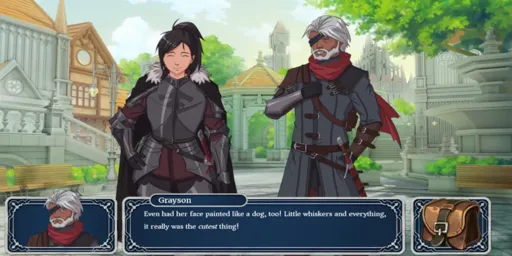 Grayson
Even had her face painted like a dog, too! Little whiskers and everything,
it really was the cutest thing!